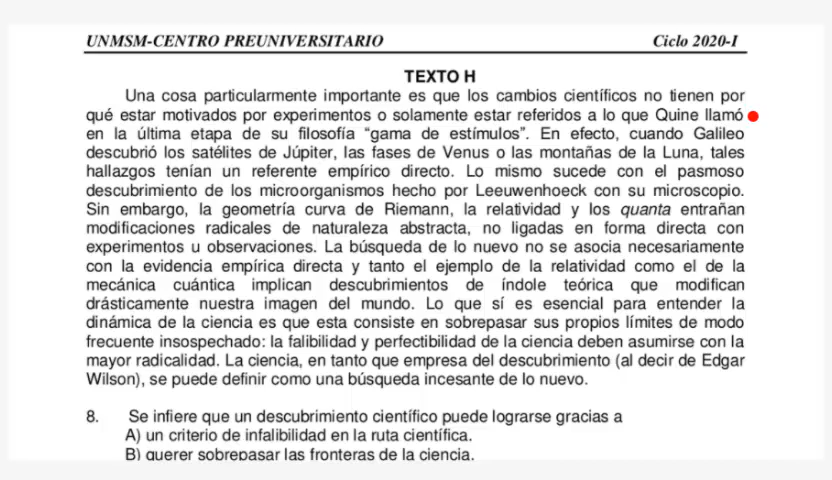 UNMSM-CENTRO PREUNIVERSITARIO Ciclo 2020-I
TEXTO H
Una cosa particularmente importante es que los cambios científicos no tienen por
qué estar motivados por experimentos o solamente estar referidos a lo que Quine llamó
en la última etapa de su filosofía “gama de estímulos”. En efecto, cuando Galileo
descubrió los satélites de Júpiter, las fases de Venus o las montañas de la Luna, tales
hallazgos tenían un referente empírico directo. Lo mismo sucede con el pasmoso
descubrimiento de los microorganismos hecho por Leeuwenhoeck con su microscopio.
Sin embargo, la geometría curva de Riemann, la relatividad y los quanta entrañan
modificaciones radicales de naturaleza abstracta, no ligadas en forma directa con
experimentos u observaciones. La búsqueda de lo nuevo no se asocia necesariamente
con la evidencia empírica directa y tanto el ejemplo de la relatividad como el de la
mecánica cuántica implican descubrimientos de índole teórica que modifican
drásticamente nuestra imagen del mundo. Lo que sí es esencial para entender la
dinámica de la ciencia es que esta consiste en sobrepasar sus propios límites de modo
frecuente insospechado: la falibilidad y perfectibilidad de la ciencia deben asumirse con la
mayor radicalidad. La ciencia, en tanto que empresa del descubrimiento (al decir de Edgar
Wilson), se puede definir como una búsqueda incesante de lo nuevo.
8. Se infiere que un descubrimiento científico puede lograrse gracias a
A) un criterio de infalibilidad en la ruta científica.
B) querer sobrepasar las fronteras de la ciencia.